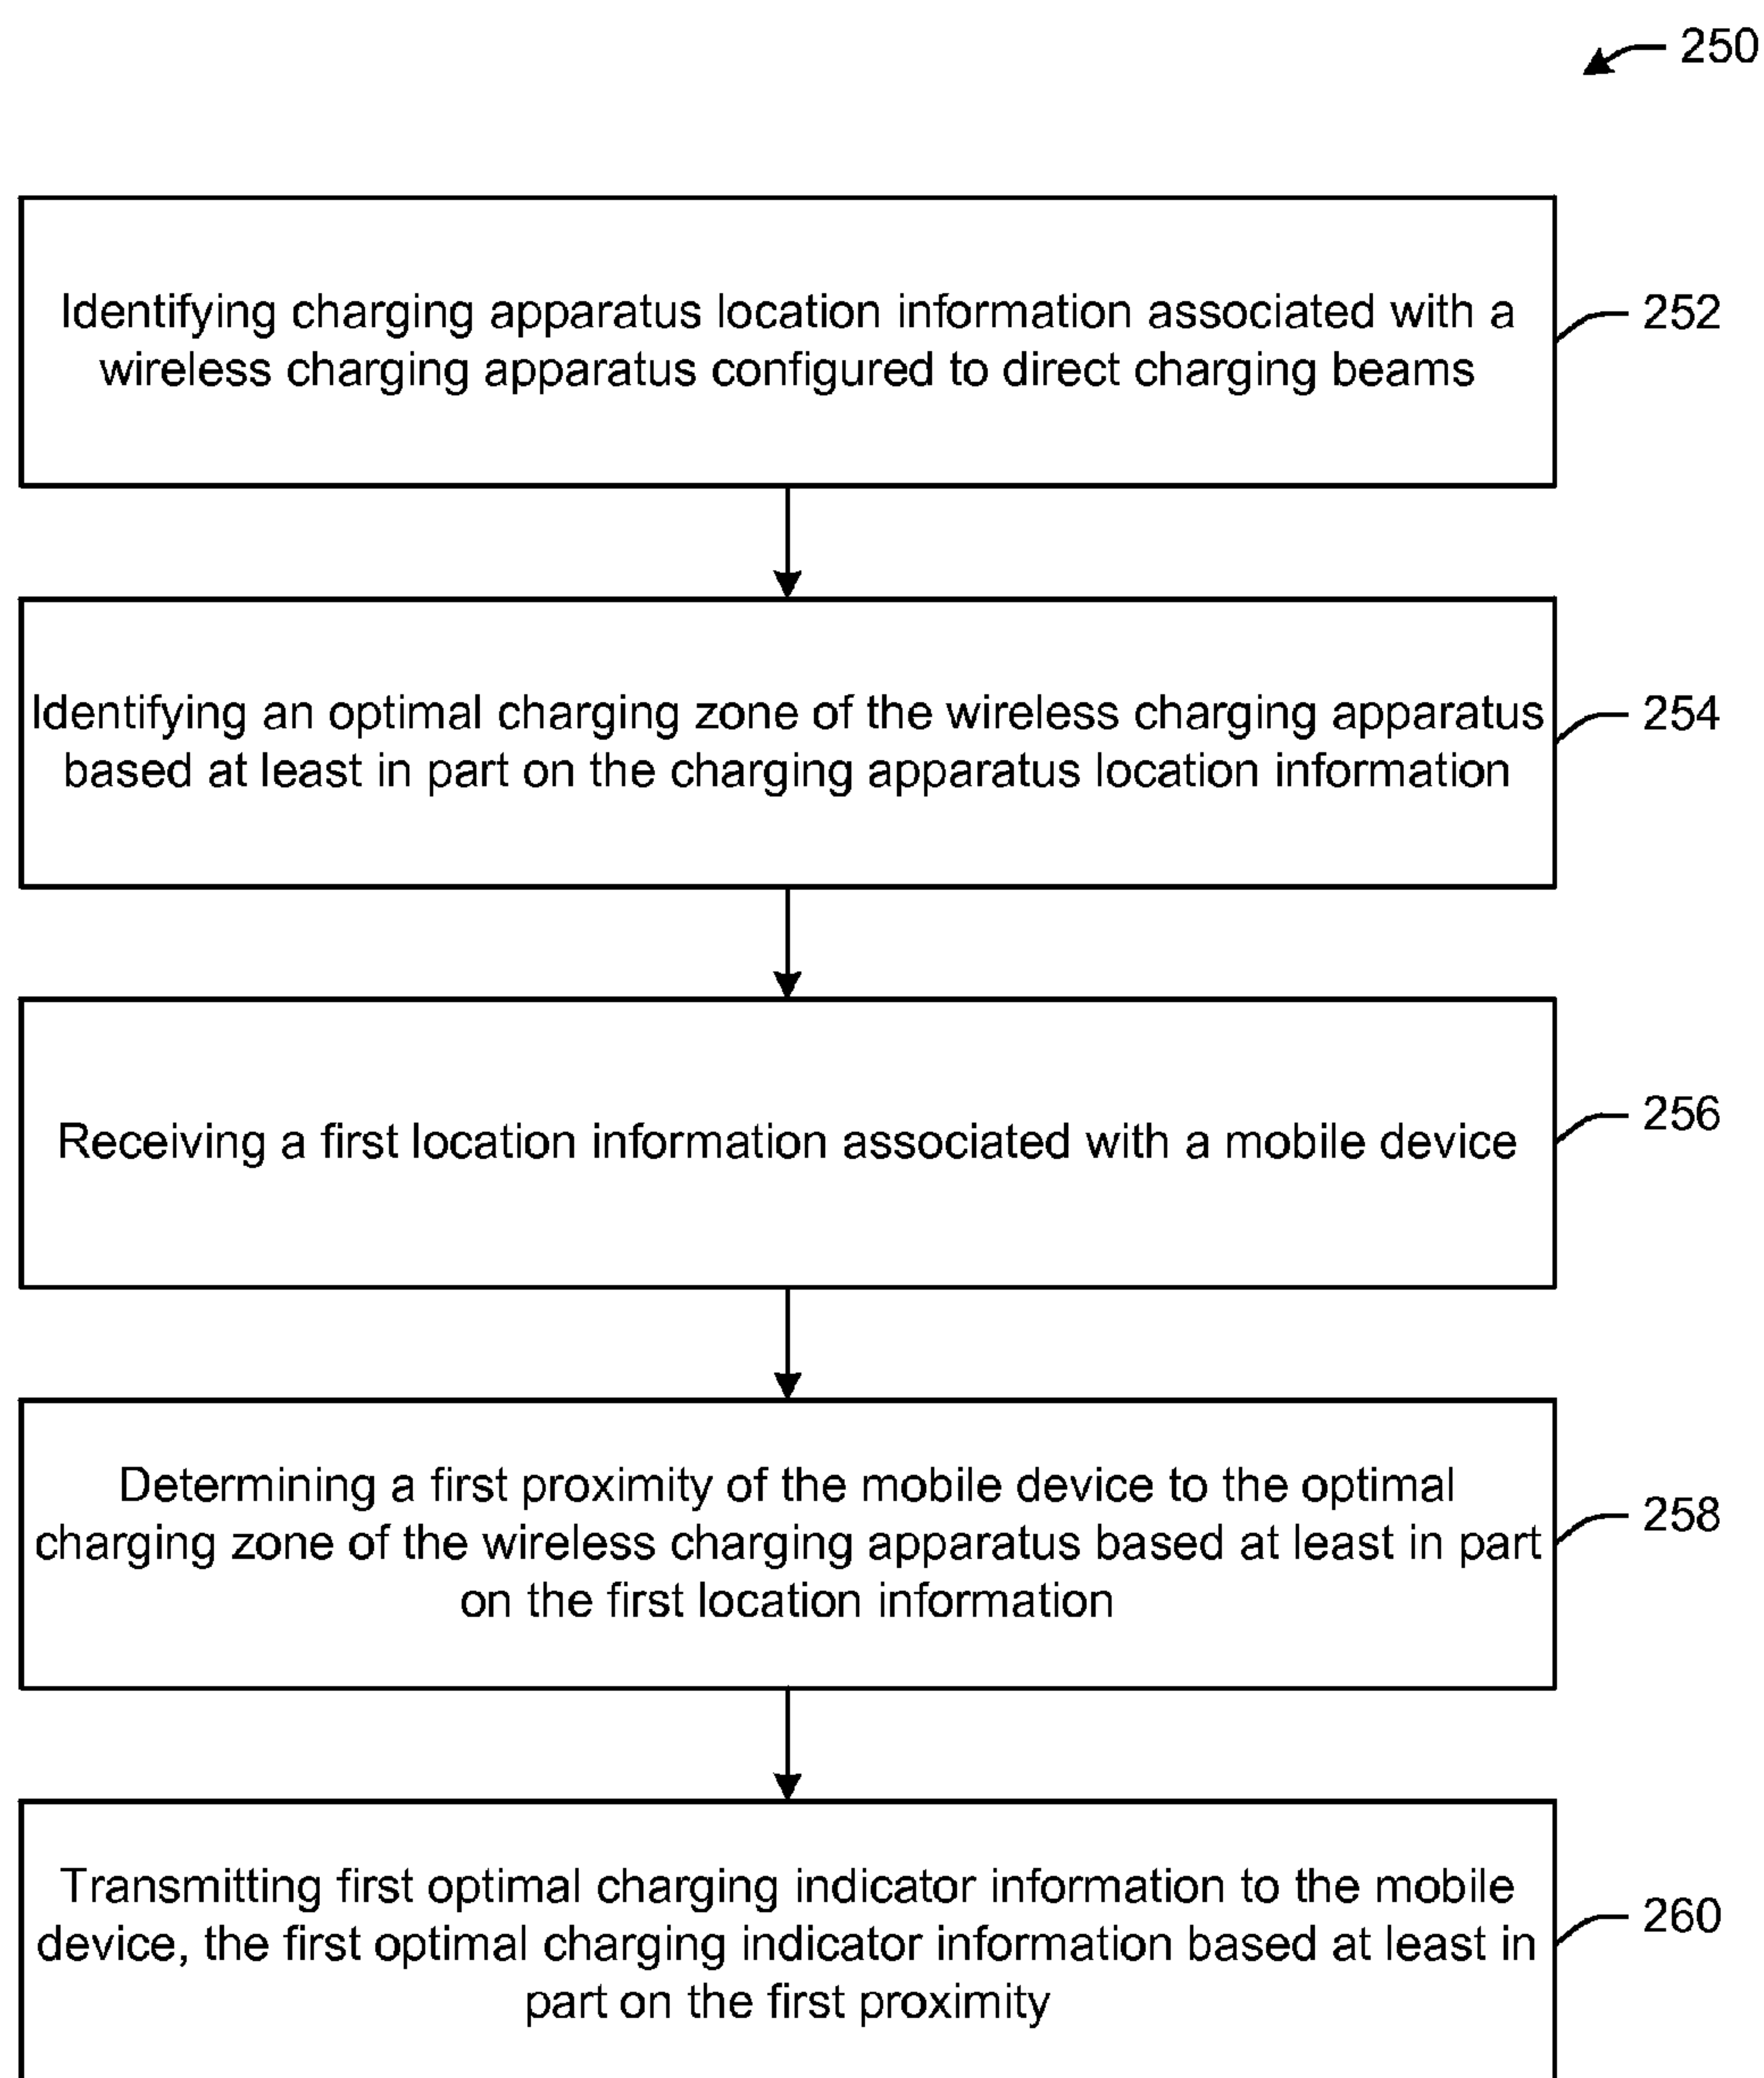 250
Identifying charging apparatus location information associated with a
wireless charging apparatus configured to direct charging beams
252
Identifying an optimal charging zone of the wireless charging apparatus
based at least in part on the charging apparatus location information
254
Receiving a first location information associated with a mobile device
256
Determining a first proximity of the mobile device to the optimal
charging zone of the wireless charging apparatus based at least in part
on the first location information
258
Transmitting first optimal charging indicator information to the mobile
device, the first optimal charging indicator information based at least in
part on the first proximity
260